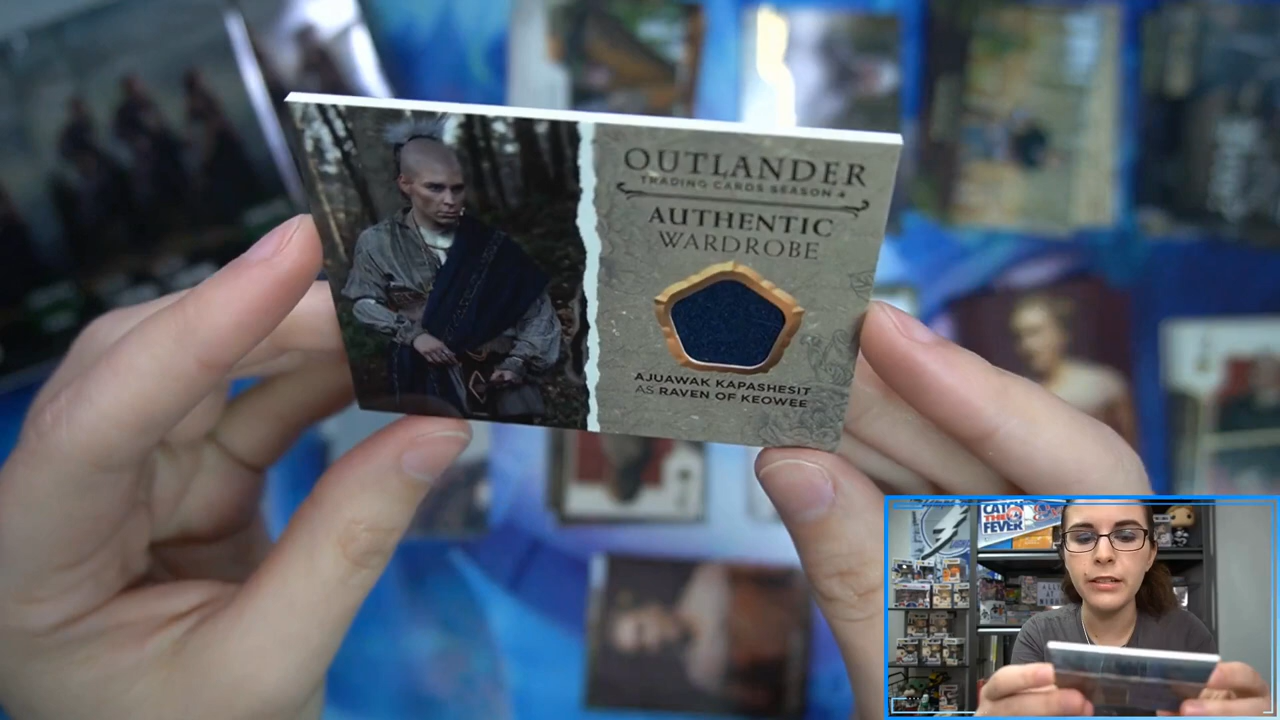 OUTLANDER
TRADING CARDS SEASON 4
AUTHENTIC
WARDROBE
AJUAWAK KAPASHESIT
AS RAVEN OF KEOWEE
CATCH
THE
FEVER